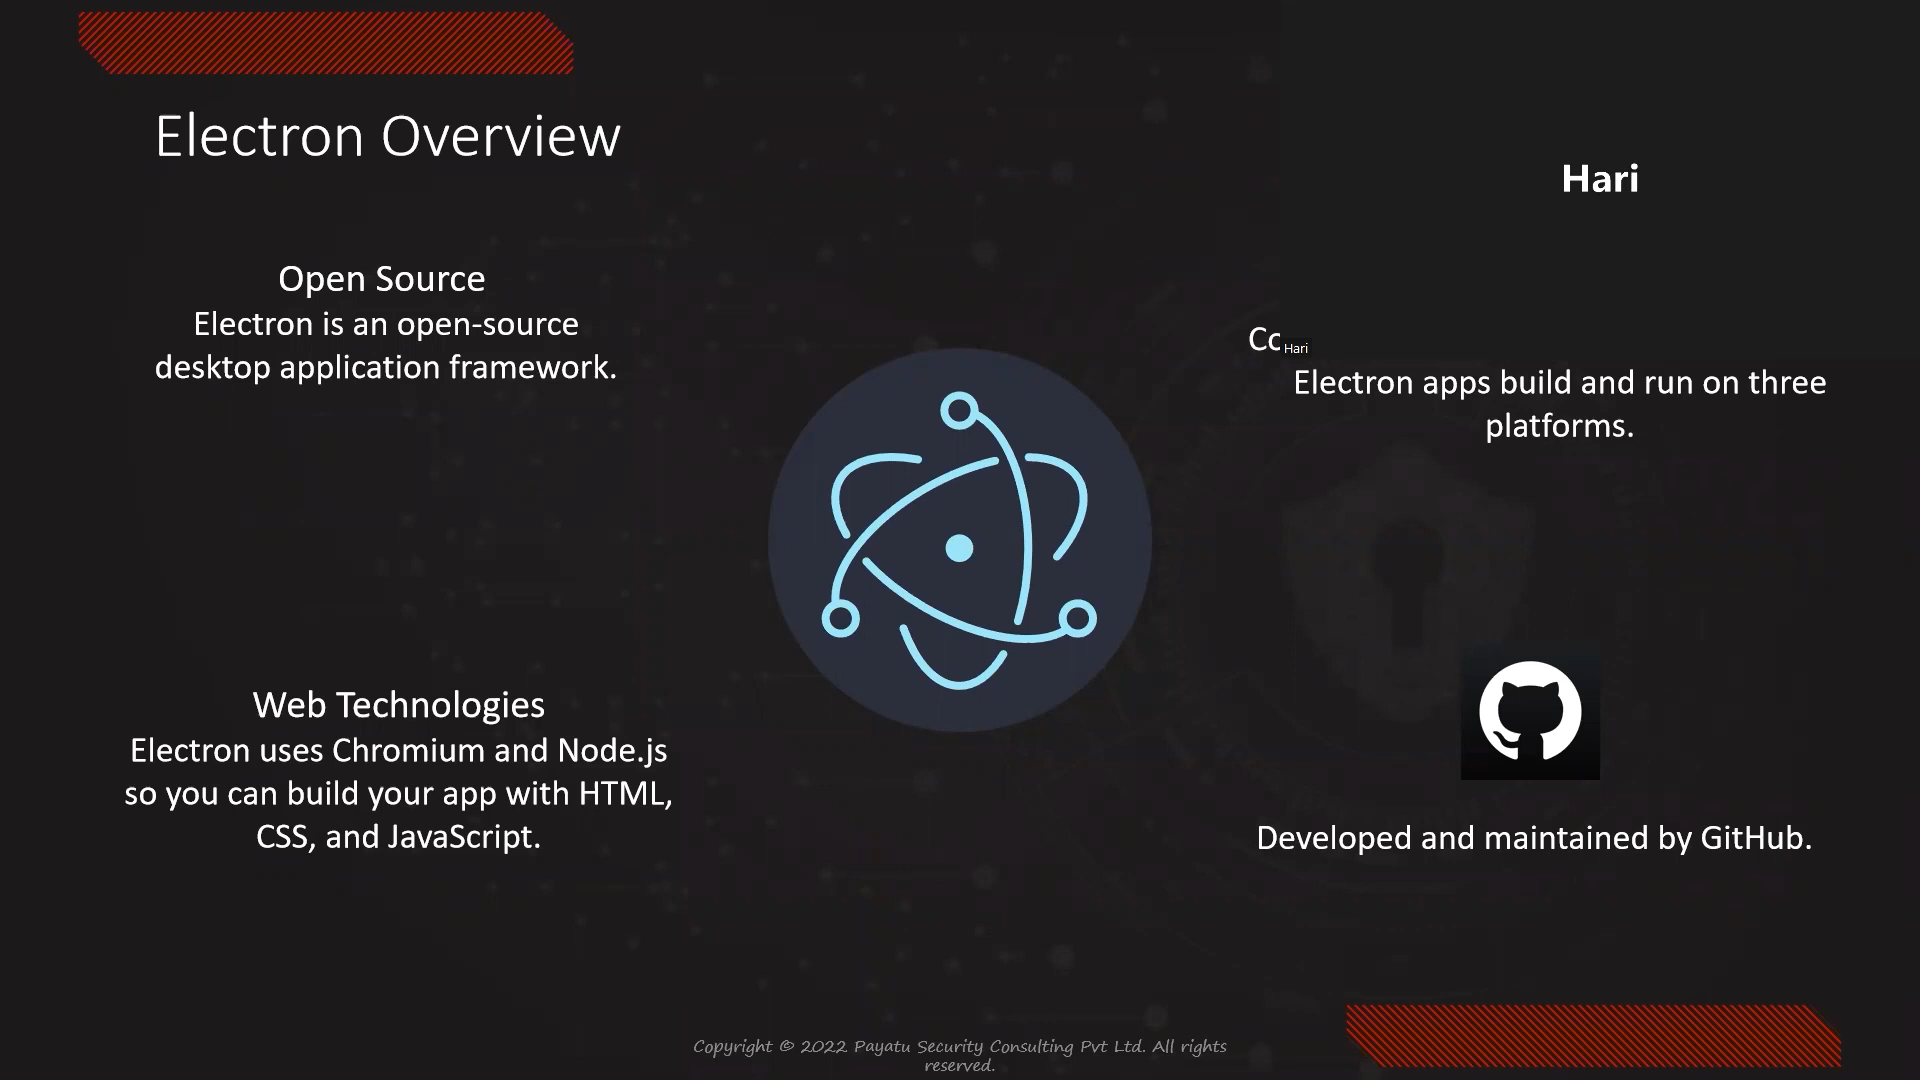 Electron Overview
Hari
Open Source
Electron is an open-source
desktop application framework.
Hari
Electron apps build and run on three
platforms.
Web Technologies
Electron uses Chromium and Node.js
so you can build your app with HTML,
CSS, and JavaScript.
Developed and maintained by GitHub.
Copyright © 2022 Payatu Security Consulting Pvt Ltd. All rights
reserved.